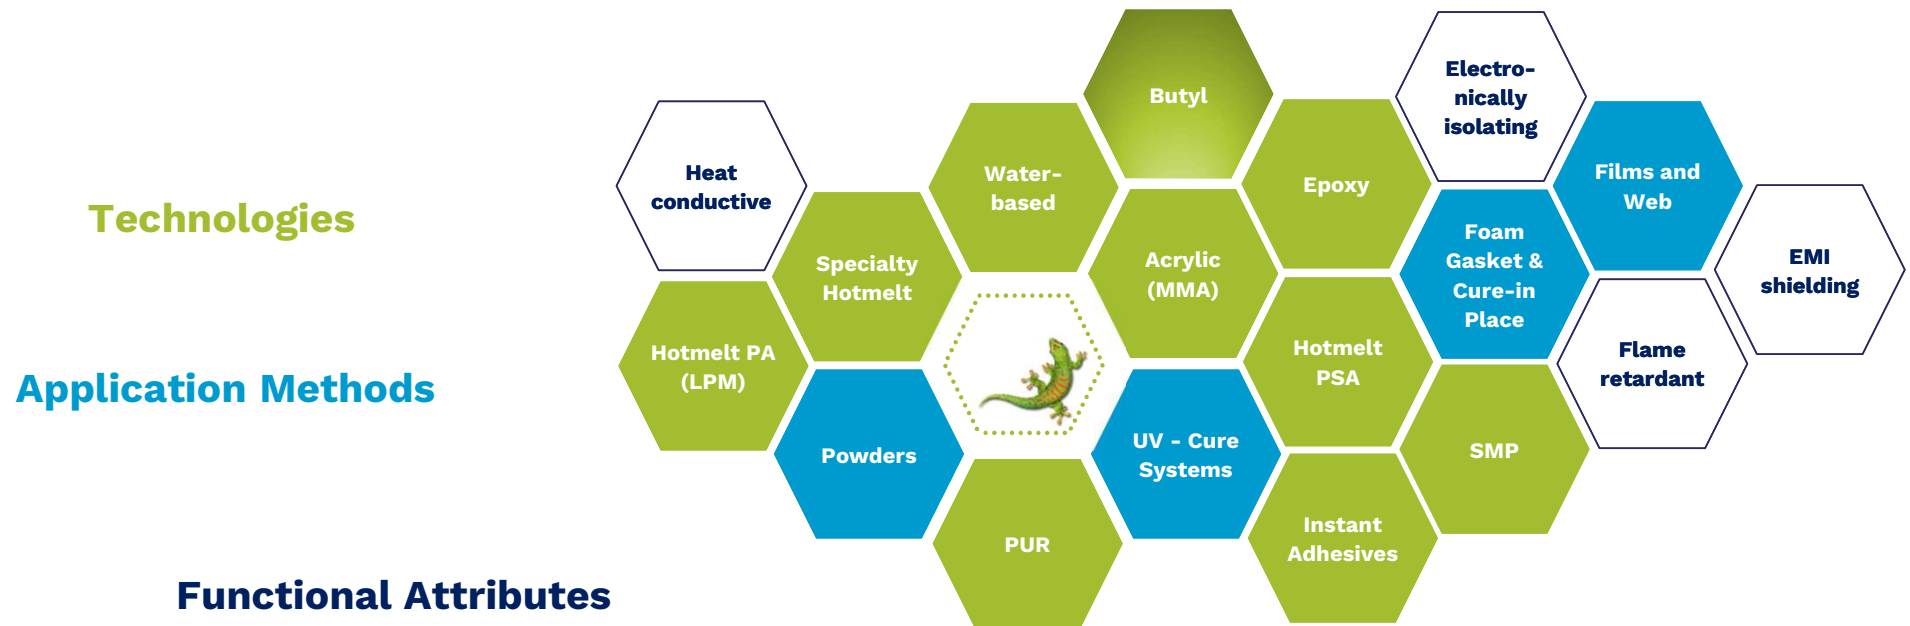 Technologies
Application Methods
Functional Attributes
Heat
conductive
Hotmelt PA
(LPM)
Specialty
Hotmelt
Powders
Water-
based
PUR
Butyl
Acrylic
(MMA)
UV - Cure
Systems
Epoxy
Hotmelt
PSA
Instant
Adhesives
Electro-
nically
isolating
Foam
Gasket &
Cure-in
Place
SMP
Films and
Web
Flame
retardant
EMI
shielding